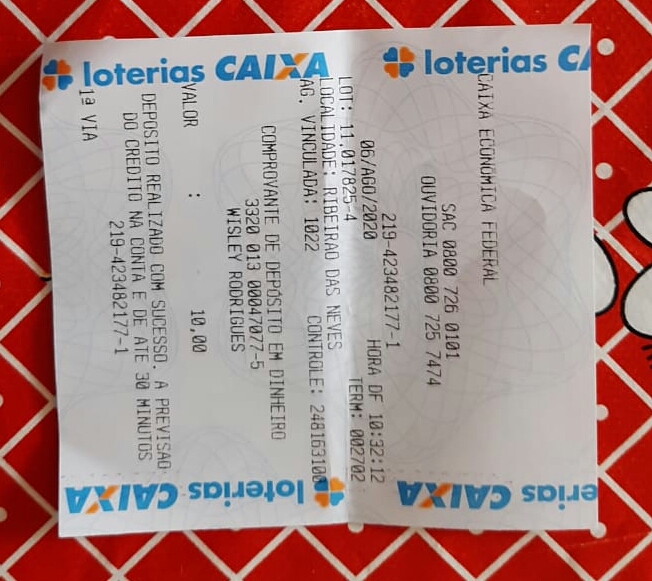 loterias CA
erias CAIXA
CAIXA ECONOMICA FEDERAL
SAC 0800 726 0101
OUVIDORIA 0800 725 7474
219-423482177-1
06/AGO/2020 HORA DF 10:32:12
LOT: 11.017825-4 TERM: 002702
LOCALIDADE: RIBEIRAO DAS NEVES
AG. VINCULADA: 1022 CONTROLE: 248163100
COMPROVANTE DE DEPÓSITO EM DINHEIRO
3320 013 00047077-5
WISLEY RODRIGUES
VALOR : 10,00
DEPOSITO REALIZADO COM SUCESSO. A PREVISAO
DO CREDITO NA CONTA E DE ATE 30 MINUTOS
219-423482177-1
1ª VIA
loterias CAIXA
loterias CAIXA